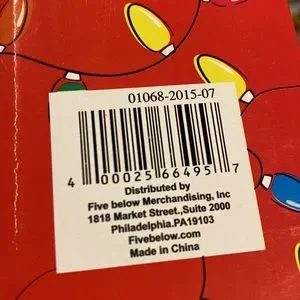 01068-2015-07
4 00025 66495 7
Distributed by
Five below Merchandising, Inc
1818 Market Street.,Suite 2000
Philadelphia.PA19103
Fivebelow.com
Made in China